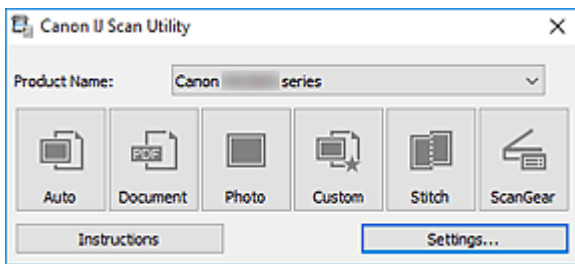 Canon IJ Scan Utility
Product Name: Canon series
PDF
Auto Document Photo Custom Stitch ScanGear
Instructions Settings...